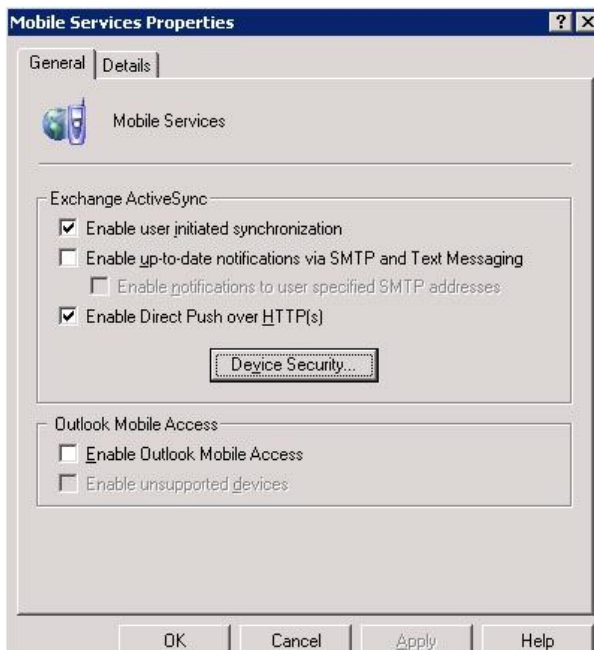 Mobile Services Properties
General
Details
Mobile Services
Exchange ActiveSync
Enable user initiated synchronization
Enable up-to-date notifications via SMTP and Text Messaging
Enable notifications to user specified SMTP addresses
Enable Direct Push over HTTP(s)
Device Security...
Outlook Mobile Access
Enable Outlook Mobile Access
Enable unsupported devices
OK Cancel Apply Help